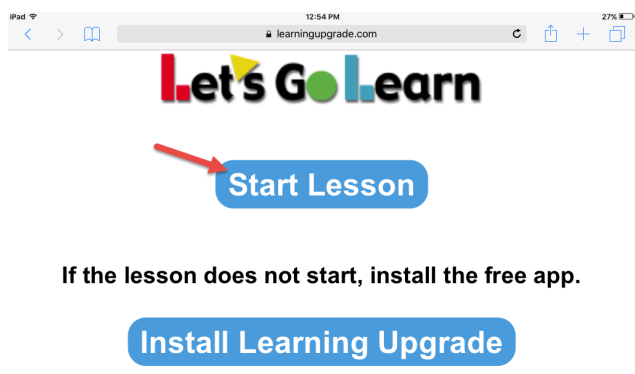 iPad 12:54 PM 27%
learningupgrade.com
Let's Go Learn
Start Lesson
If the lesson does not start, install the free app.
Install Learning Upgrade